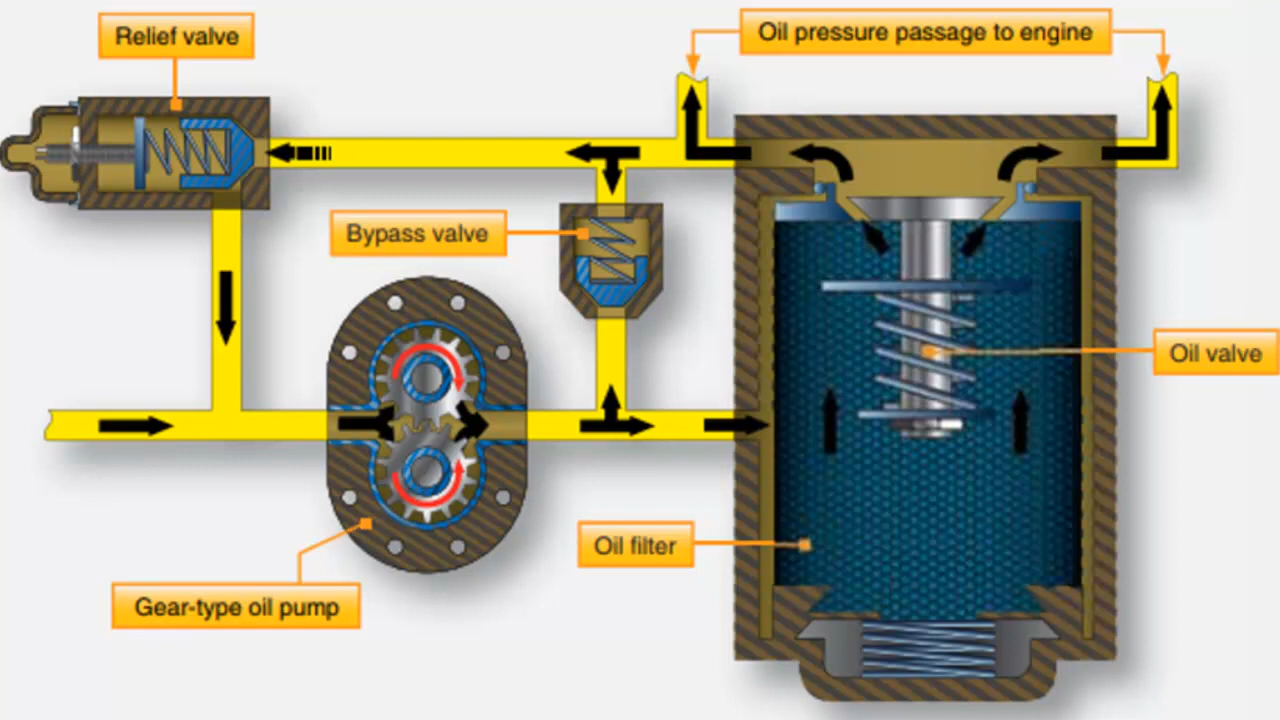 Relief valve
Oil pressure passage to engine
Bypass valve
Oil valve
Oil filter
Gear-type oil pump